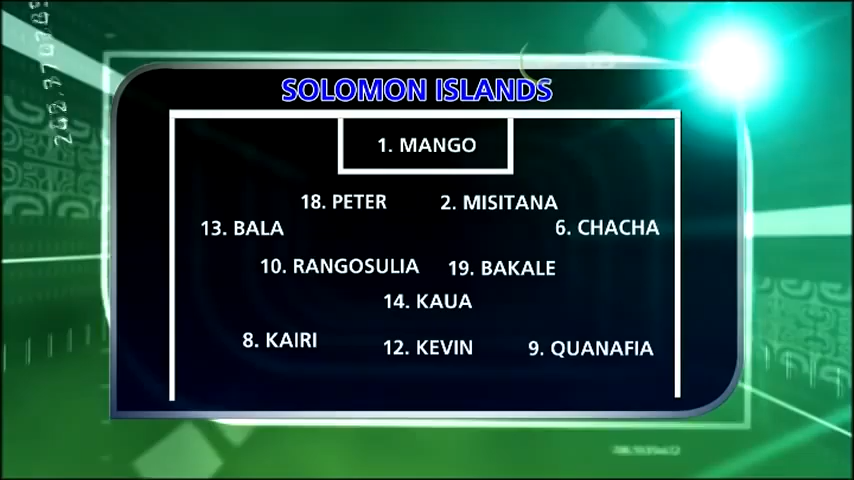 SOLOMON ISLANDS
1. MANGO
18. PETER 2. MISITANA
13. BALA 6. CHACHA
10. RANGOSULIA 19. BAKALE
14. KAUA
8. KAIRI 12. KEVIN 9. QUANAFIA